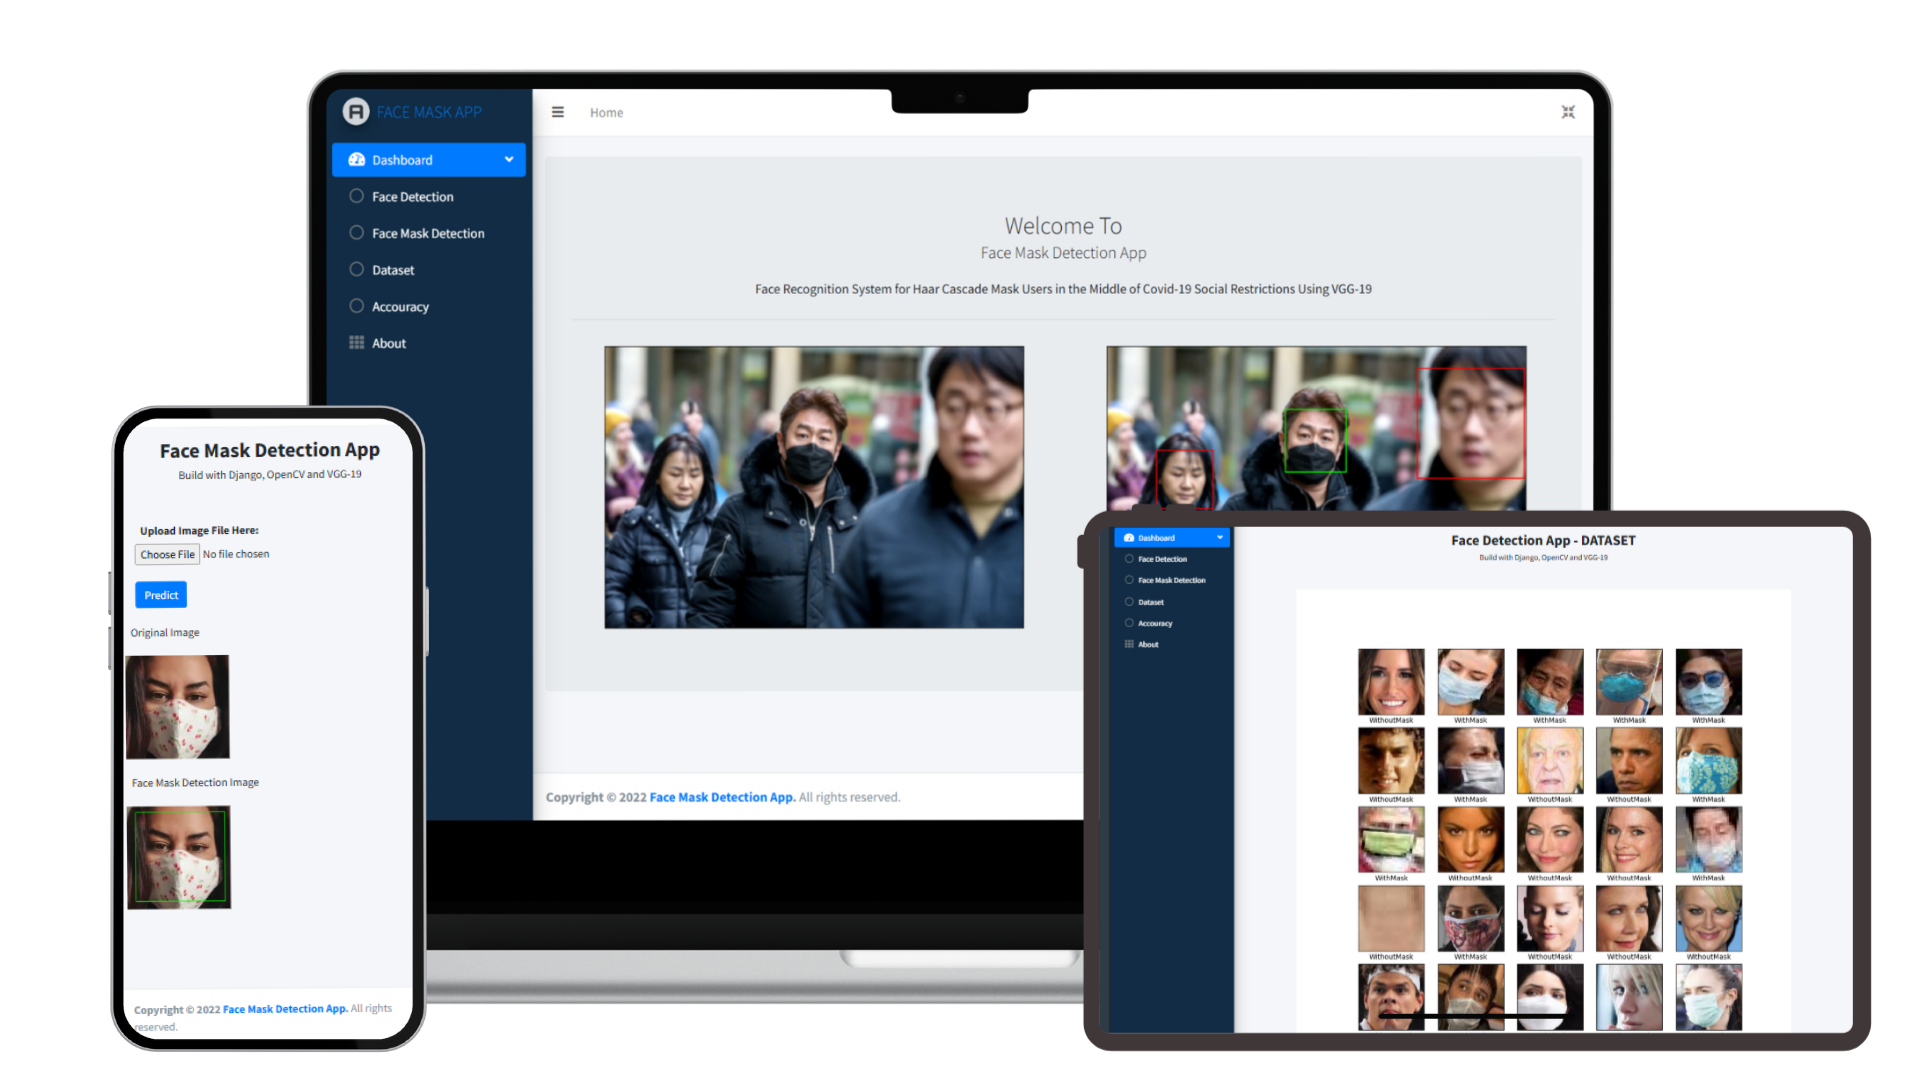 FACE MASK APP
Home
Dashboard
Face Detection
Face Mask Detection
Dataset
Accouracy
About
Welcome To
Face Mask Detection App
Face Recognition System for Haar Cascade Mask Users in the Middle of Covid-19 Social Restrictions Using VGG-19
Copyright © 2022 Face Mask Detection App. All rights reserved.
Face Mask Detection App
Build with Django, OpenCV and VGG-19
Upload Image File Here:
Choose File No file chosen
Predict
Original Image
Face Mask Detection Image
Copyright © 2022 Face Mask Detection App. All rights
reserved.
Dashboard
Face Detection
Face Mask Detection
Dataset
Accouracy
About
Face Detection App - DATASET
Build with Django, OpenCV and VGG-19
WithoutMask WithMask WithMask WithMask WithMask
WithoutMask WithMask WithoutMask WithoutMask WithMask
WithMask WithoutMask WithoutMask WithoutMask WithMask
WithoutMask WithMask WithoutMask WithoutMask WithoutMask